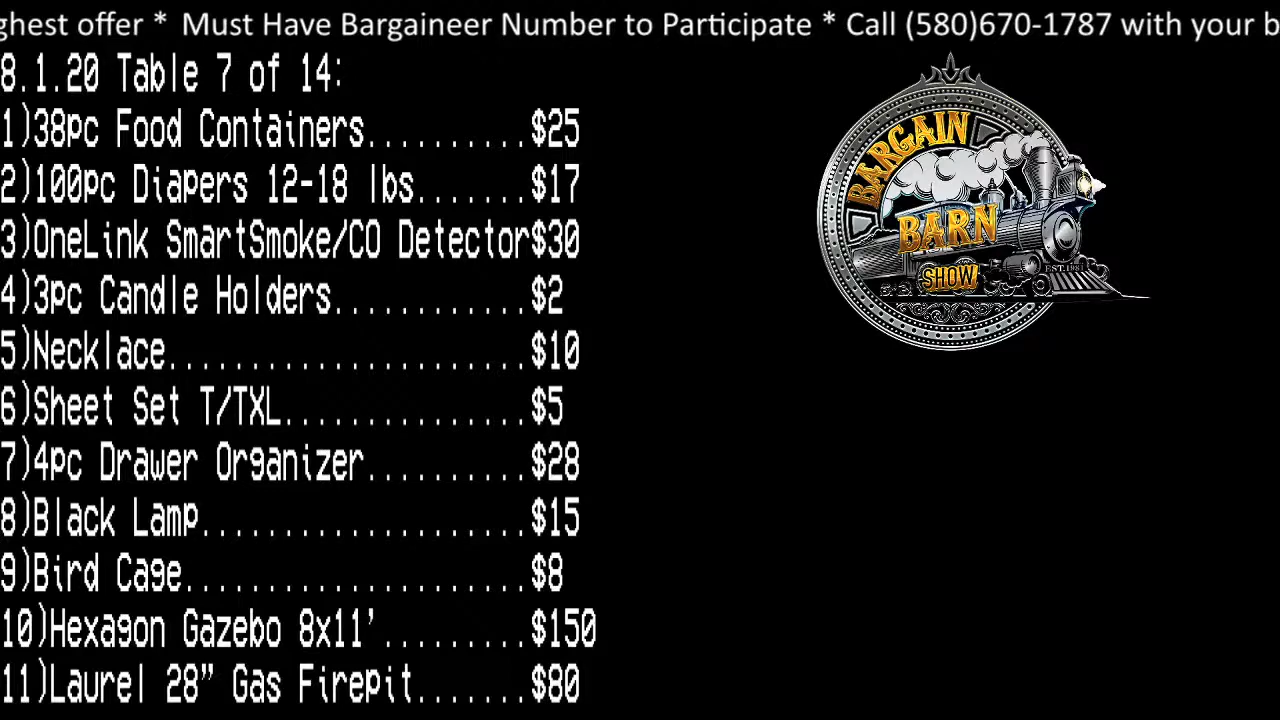 ghest offer * Must Have Bargaineer Number to Participate * Call (580)670-1787 with your b
8.1.20 Table 7 of 14:
1)38pc Food Containers..........$25
2)100pc Diapers 12-18 lbs.......$17
3)OneLink SmartSmoke/CO Detector$30
4)3pc Candle Holders............$2
5)Necklace......................$10
6)Sheet Set T/TXL...............$5
7)4pc Drawer Organizer..........$28
8)Black Lamp....................$15
9)Bird Cage.....................$8
10)Hexagon Gazebo 8x11'.........$150
11)Laurel 28" Gas Firepit.......$80
BARGAIN
BARN
SHOW